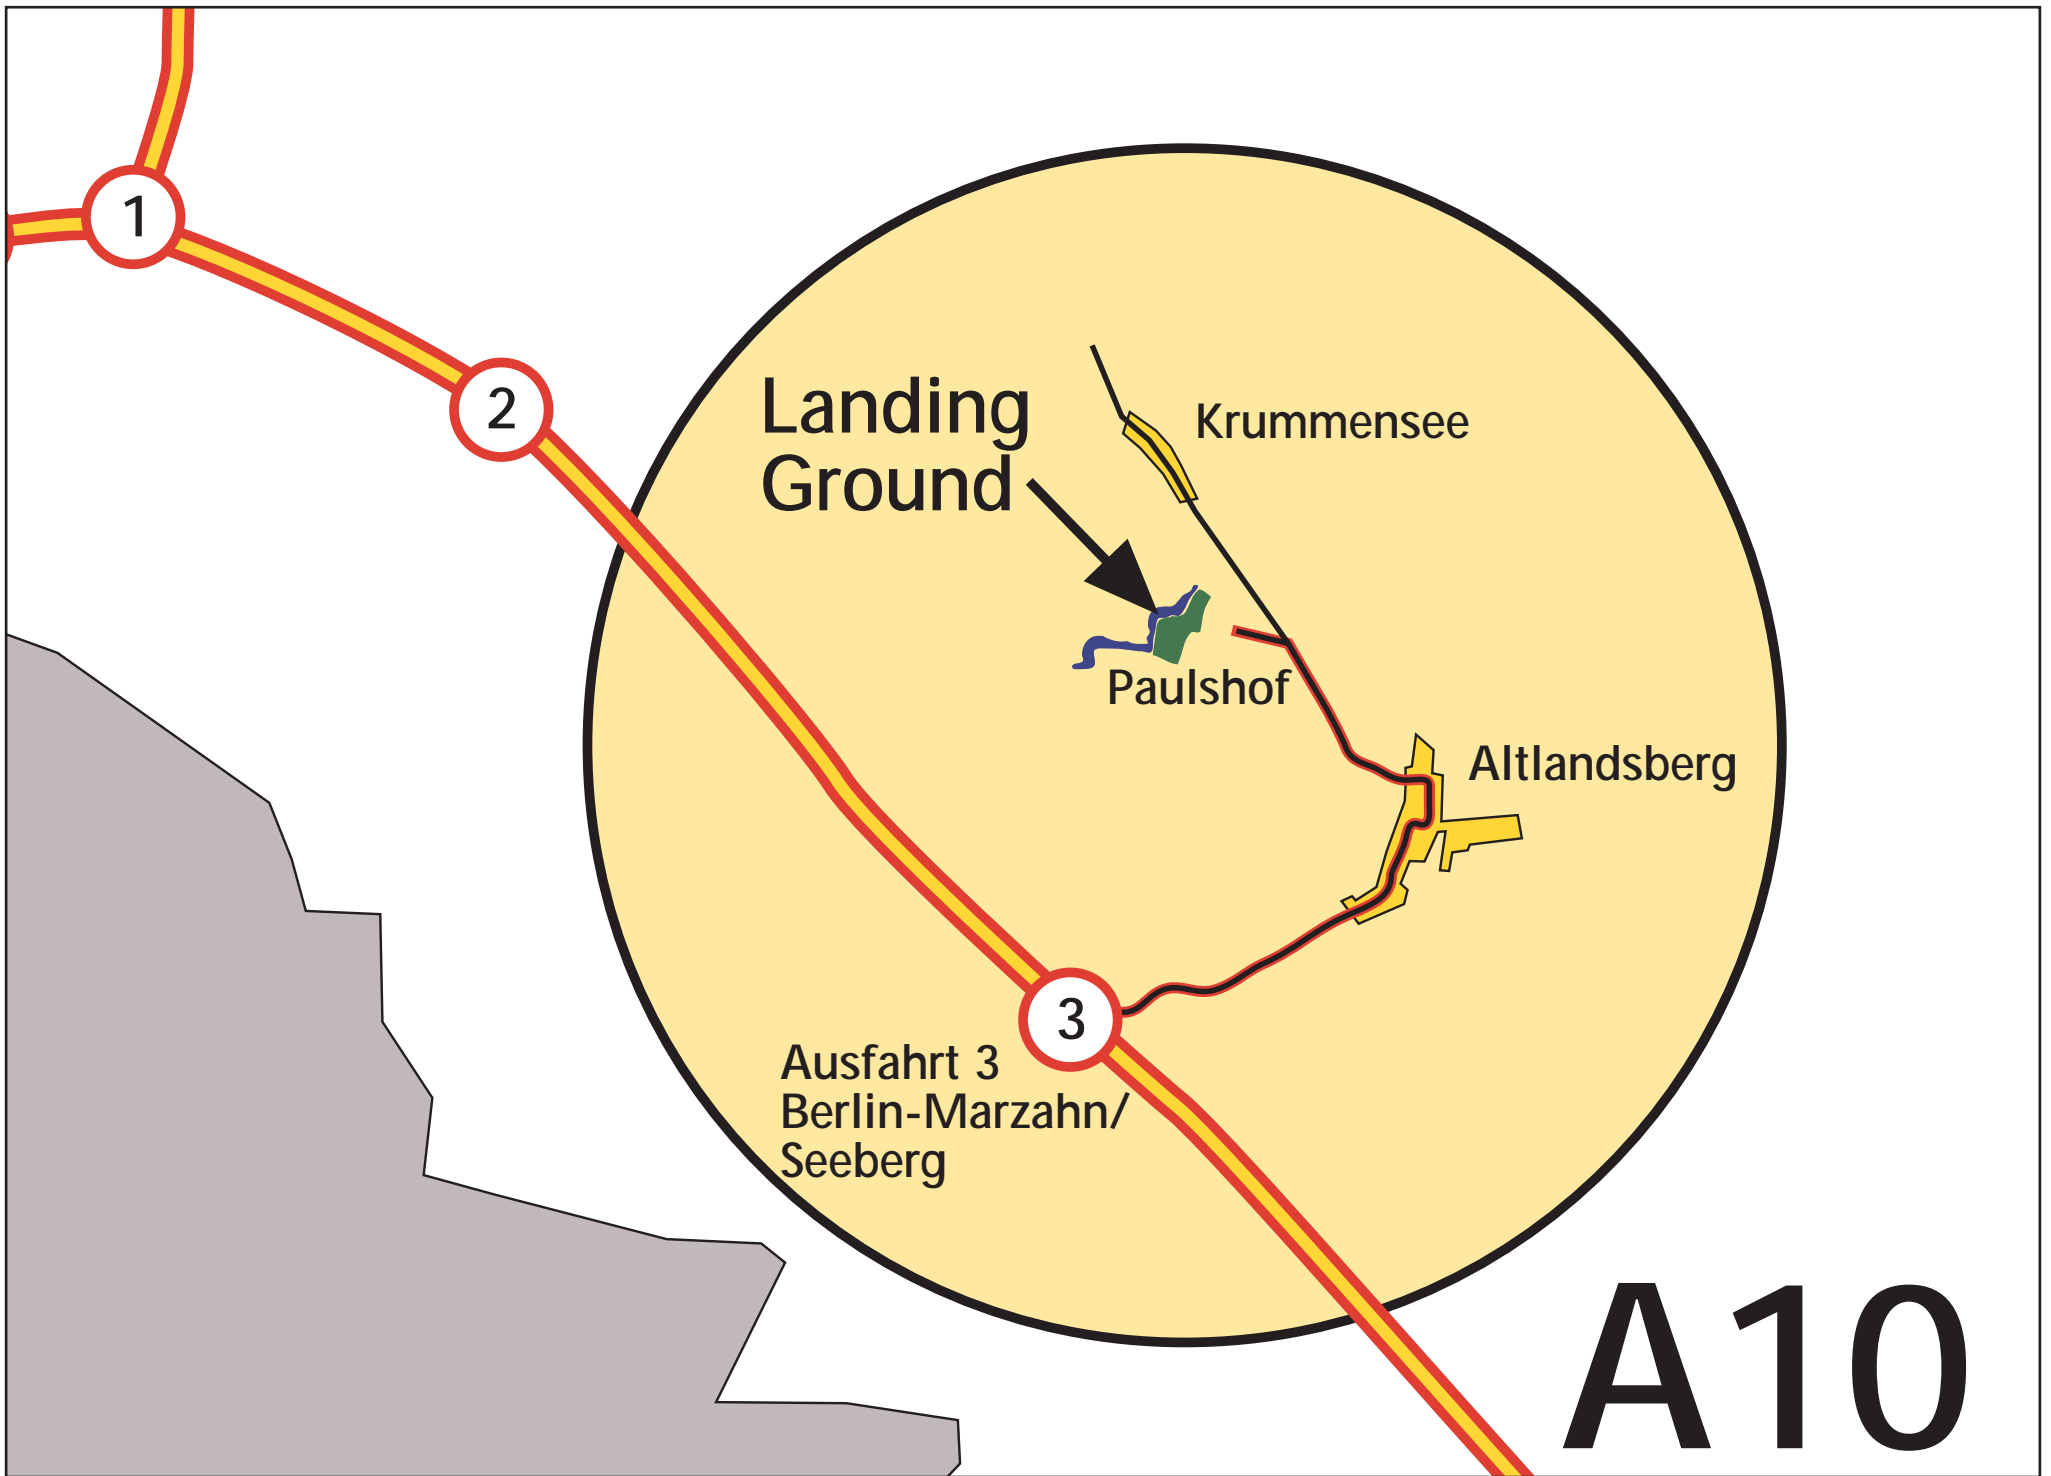 1
2
Landing
Ground
Krummensee
Paulshof
Altlandsberg
3
Ausfahrt 3
Berlin-Marzahn/
Seeberg
A10